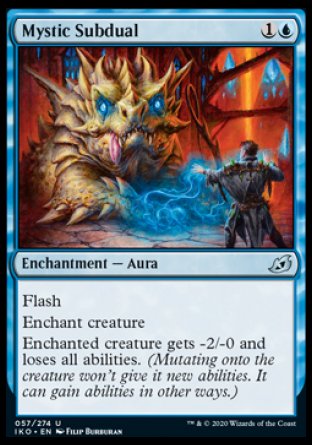 Mystic Subdual 1
Enchantment — Aura
Flash
Enchant creature
Enchanted creature gets -2/-0 and
loses all abilities. (Mutating onto the
creature won't give it new abilities. It
can gain abilities in other ways.)
057/274 U
IKO • EN Filip Burburan
™ & © 2020 Wizards of the Coast